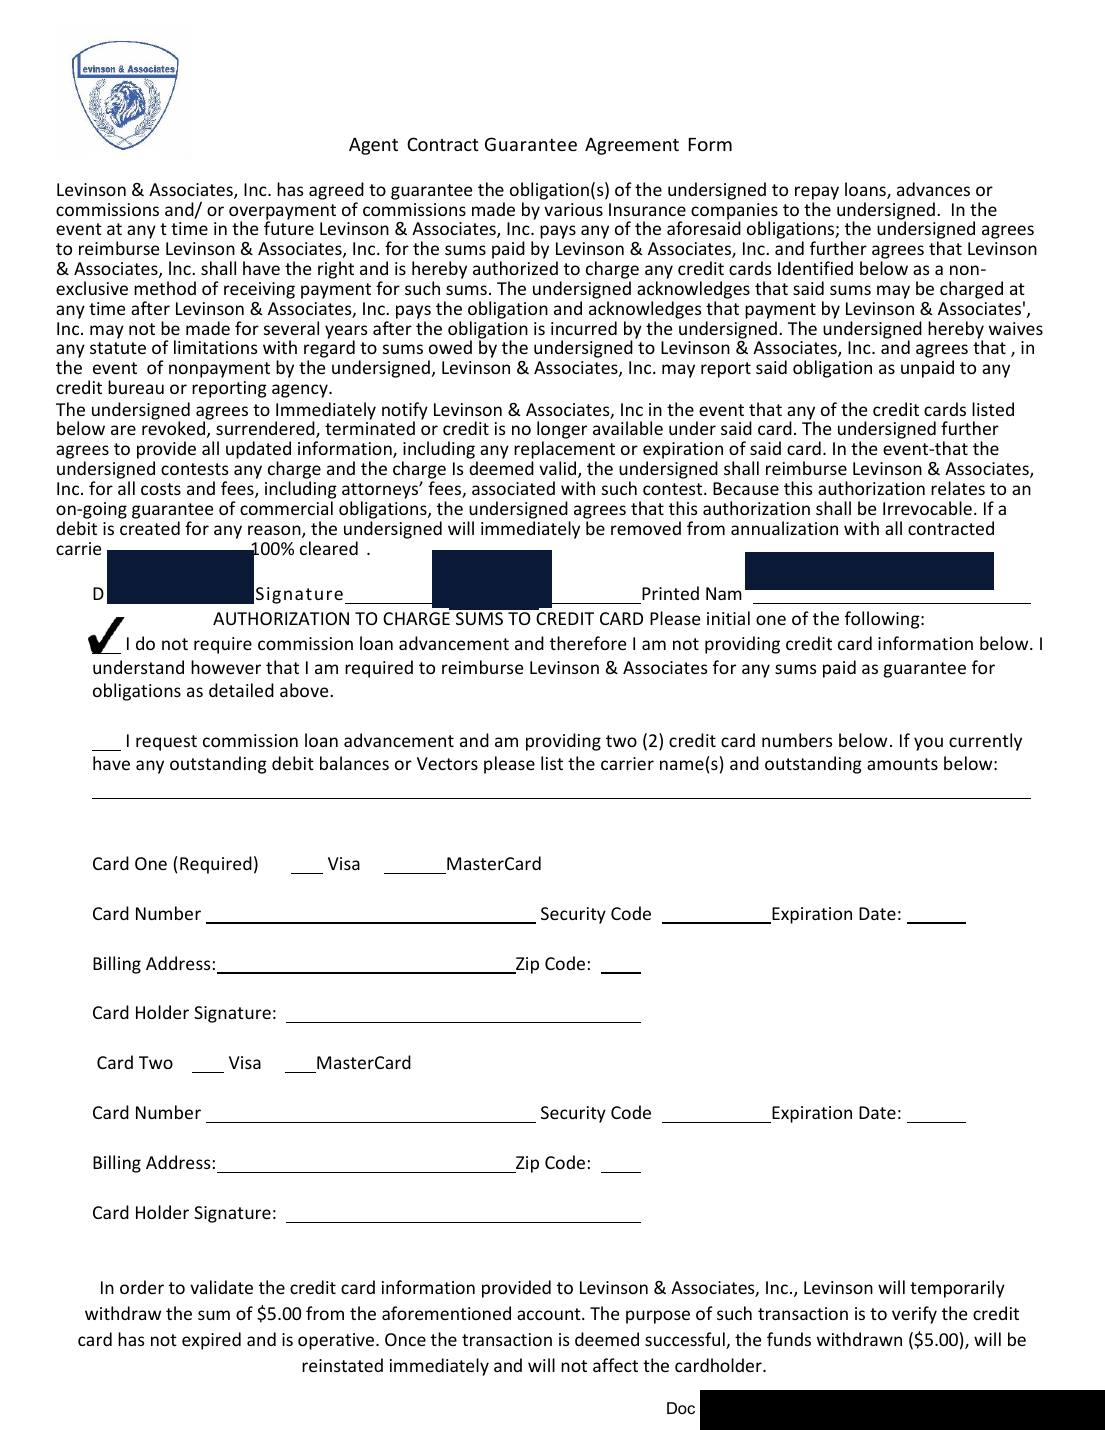 Levinson & Associates
Agent Contract Guarantee Agreement Form
Levinson & Associates, Inc. has agreed to guarantee the obligation(s) of the undersigned to repay loans, advances or
commissions and/ or overpayment of commissions made by various Insurance companies to the undersigned. In the
event at any t time in the future Levinson & Associates, Inc. pays any of the aforesaid obligations; the undersigned agrees
to reimburse Levinson & Associates, Inc. for the sums paid by Levinson & Associates, Inc. and further agrees that Levinson
& Associates, Inc. shall have the right and is hereby authorized to charge any credit cards Identified below as a non-
exclusive method of receiving payment for such sums. The undersigned acknowledges that said sums may be charged at
any time after Levinson & Associates, Inc. pays the obligation and acknowledges that payment by Levinson & Associates',
Inc. may not be made for several years after the obligation is incurred by the undersigned. The undersigned hereby waives
any statute of limitations with regard to sums owed by the undersigned to Levinson & Associates, Inc. and agrees that , in
the event of nonpayment by the undersigned, Levinson & Associates, Inc. may report said obligation as unpaid to any
credit bureau or reporting agency.
The undersigned agrees to Immediately notify Levinson & Associates, Inc in the event that any of the credit cards listed
below are revoked, surrendered, terminated or credit is no longer available under said card. The undersigned further
agrees to provide all updated information, including any replacement or expiration of said card. In the event-that the
undersigned contests any charge and the charge Is deemed valid, the undersigned shall reimburse Levinson & Associates,
Inc. for all costs and fees, including attorneys’ fees, associated with such contest. Because this authorization relates to an
on-going guarantee of commercial obligations, the undersigned agrees that this authorization shall be Irrevocable. If a
debit is created for any reason, the undersigned will immediately be removed from annualization with all contracted
carrie 100% cleared .
D Signature Printed Nam
AUTHORIZATION TO CHARGE SUMS TO CREDIT CARD Please initial one of the following:
I do not require commission loan advancement and therefore I am not providing credit card information below. I
understand however that I am required to reimburse Levinson & Associates for any sums paid as guarantee for
obligations as detailed above.
I request commission loan advancement and am providing two (2) credit card numbers below. If you currently
have any outstanding debit balances or Vectors please list the carrier name(s) and outstanding amounts below:
Card One (Required) Visa MasterCard
Card Number Security Code Expiration Date:
Billing Address: Zip Code:
Card Holder Signature:
Card Two Visa MasterCard
Card Number Security Code Expiration Date:
Billing Address: Zip Code:
Card Holder Signature:
In order to validate the credit card information provided to Levinson & Associates, Inc., Levinson will temporarily
withdraw the sum of $5.00 from the aforementioned account. The purpose of such transaction is to verify the credit
card has not expired and is operative. Once the transaction is deemed successful, the funds withdrawn ($5.00), will be
reinstated immediately and will not affect the cardholder.
Doc